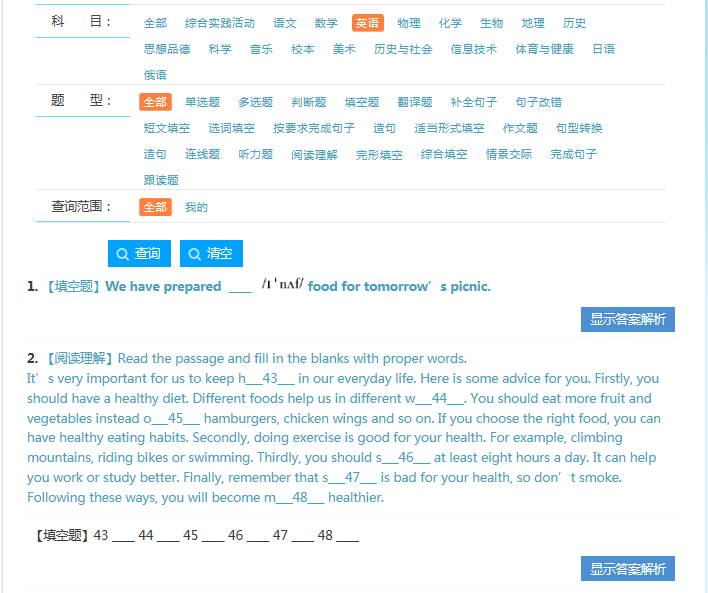 科 目： 全部 综合实践活动 语文 数学 英语 物理 化学 生物 地理 历史
思想品德 科学 音乐 校本 美术 历史与社会 信息技术 体育与健康 日语
俄语
题 型： 全部 单选题 多选题 判断题 填空题 翻译题 补全句子 句子改错
短文填空 选词填空 按要求完成句子 造句 适当形式填空 作文题 句型转换
造句 连线题 听力题 阅读理解 完形填空 综合填空 情景交际 完成句子
跟读题
查询范围： 全部 我的
查询 清空
1. 【填空题】We have prepared ____ /ɪˈnʌf/ food for tomorrow′s picnic.
显示答案解析
2. 【阅读理解】Read the passage and fill in the blanks with proper words.
It′s very important for us to keep h___43___ in our everyday life. Here is some advice for you. Firstly, you
should have a healthy diet. Different foods help us in different w___44___. You should eat more fruit and
vegetables instead o___45___ hamburgers, chicken wings and so on. If you choose the right food, you can
have healthy eating habits. Secondly, doing exercise is good for your health. For example, climbing
mountains, riding bikes or swimming. Thirdly, you should s___46___ at least eight hours a day. It can help
you work or study better. Finally, remember that s___47___ is bad for your health, so don′t smoke.
Following these ways, you will become m___48___ healthier.
【填空题】43 ____ 44 ____ 45 ____ 46 ____ 47 ____ 48 ____
显示答案解析